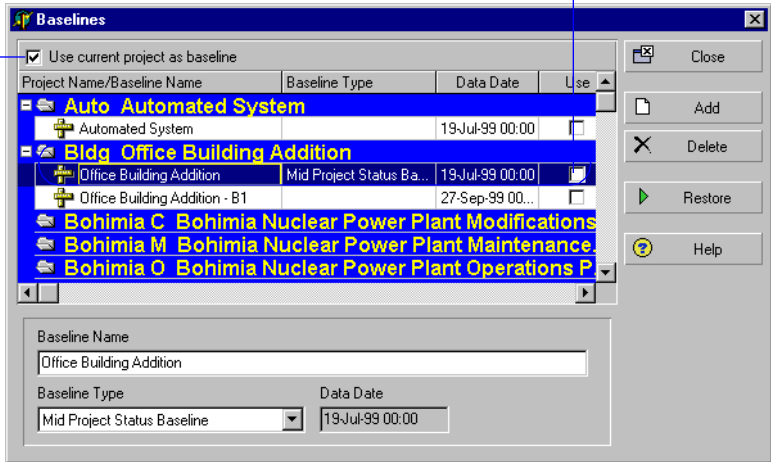 Baselines
Use current project as baseline
Project Name/Baseline Name Baseline Type Data Date Use
Auto Automated System
Automated System 19-Jul-99 00:00
Bldg Office Building Addition
Office Building Addition Mid Project Status Ba... 19-Jul-99 00:00
Office Building Addition - B1 27-Sep-99 00...
Bohimia C Bohimia Nuclear Power Plant Modifications
Bohimia M Bohimia Nuclear Power Plant Maintenance.
Bohimia O Bohimia Nuclear Power Plant Operations P
Close
Add
Delete
Restore
Help
Baseline Name
Office Building Addition
Baseline Type Data Date
Mid Project Status Baseline 19-Jul-99 00:00